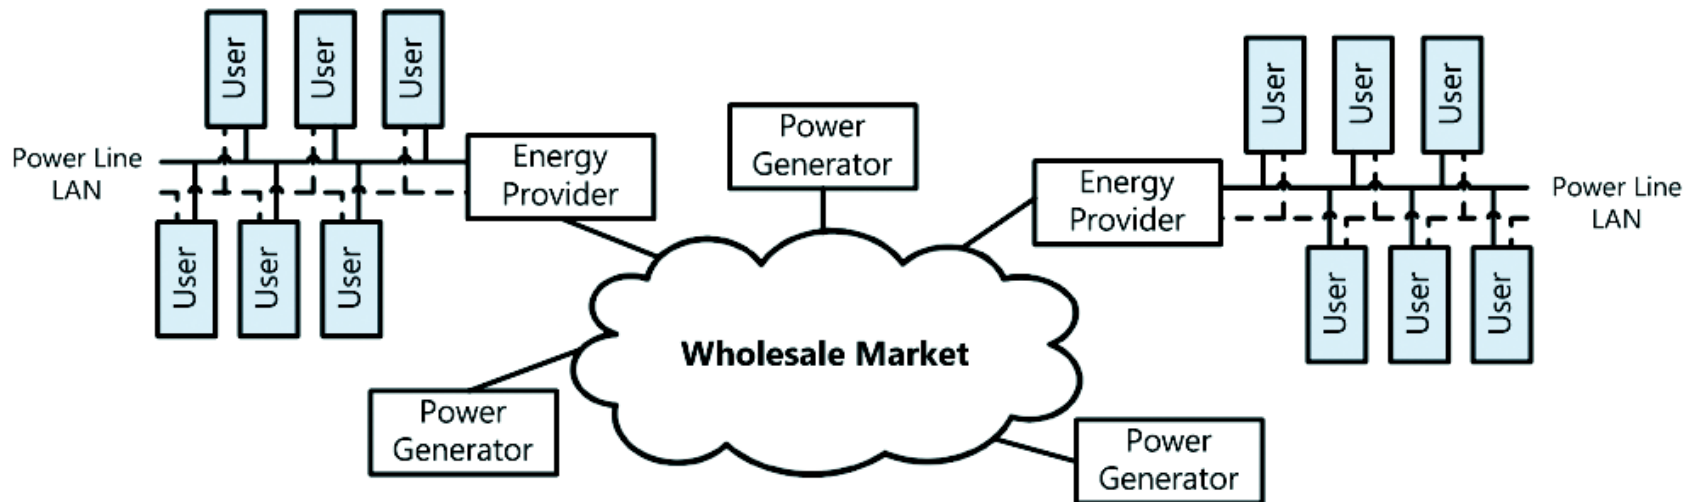 User
User
User
User
User
User
Power Line
LAN
Energy
Provider
Power
Generator
Energy
Provider
User
User
User
User
User
User
Power Line
LAN
Wholesale Market
Power
Generator
Power
Generator